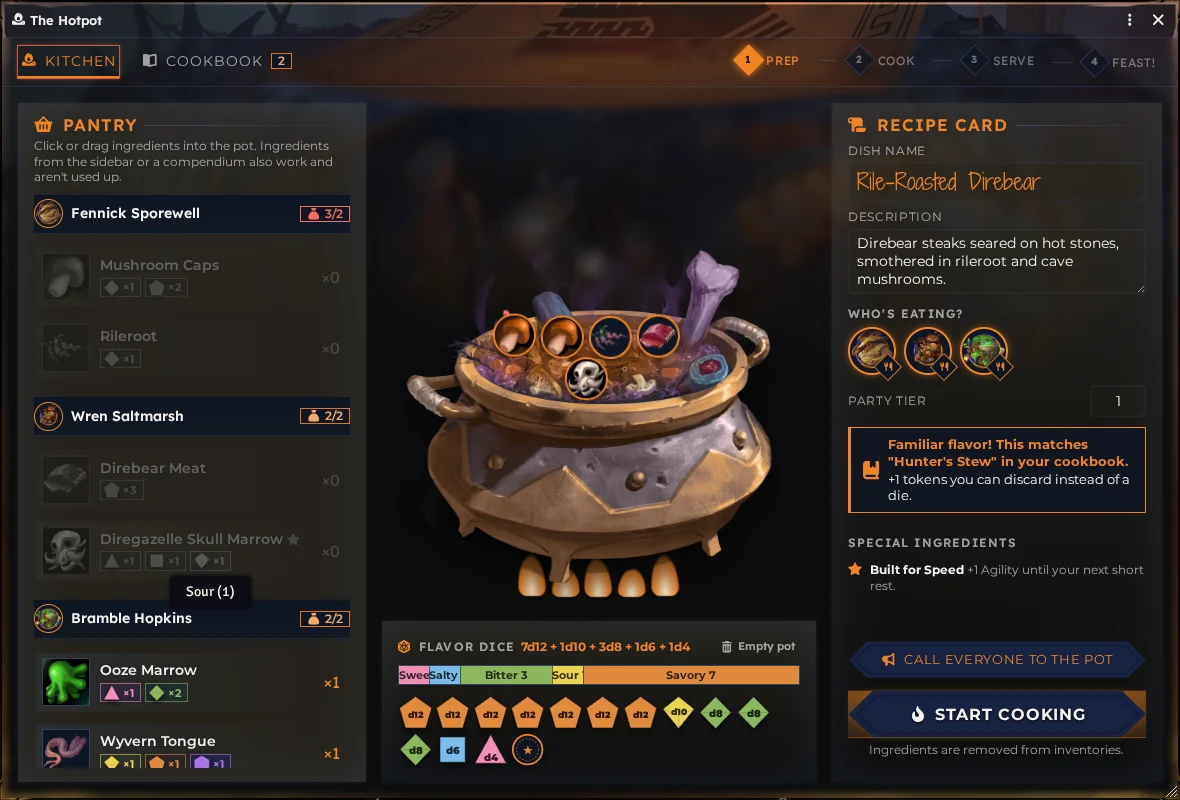 The Hotpot
KITCHEN
COOKBOOK 2
1 PREP
2 COOK
3 SERVE
4 FEAST!
PANTRY
Click or drag ingredients into the pot. Ingredients
from the sidebar or a compendium also work and
aren't used up.
Fennick Sporewell
3/2
Mushroom Caps
×1 ×2
×0
Rileroot
×1
×0
Wren Saltmarsh
2/2
Direbear Meat
×3
×0
Diregazelle Skull Marrow
×1 ×1 ×1
×0
Sour (1)
Bramble Hopkins
2/2
Ooze Marrow
×1 ×2
×1
Wyvern Tongue
×1 ×1 ×1
×1
FLAVOR DICE 7d12 + 1d10 + 3d8 + 1d6 + 1d4
Empty pot
Swee Salty Bitter 3 Sour Savory 7
d12 d12 d12 d12 d12 d12 d12 d10 d8 d8
d8 d6 d4
RECIPE CARD
DISH NAME
Rile-Roasted Direbear
DESCRIPTION
Direbear steaks seared on hot stones,
smothered in rileroot and cave
mushrooms.
WHO'S EATING?
PARTY TIER 1
Familiar flavor! This matches
"Hunter's Stew" in your cookbook.
+1 tokens you can discard instead of a
die.
SPECIAL INGREDIENTS
Built for Speed +1 Agility until your next short
rest.
CALL EVERYONE TO THE POT
START COOKING
Ingredients are removed from inventories.